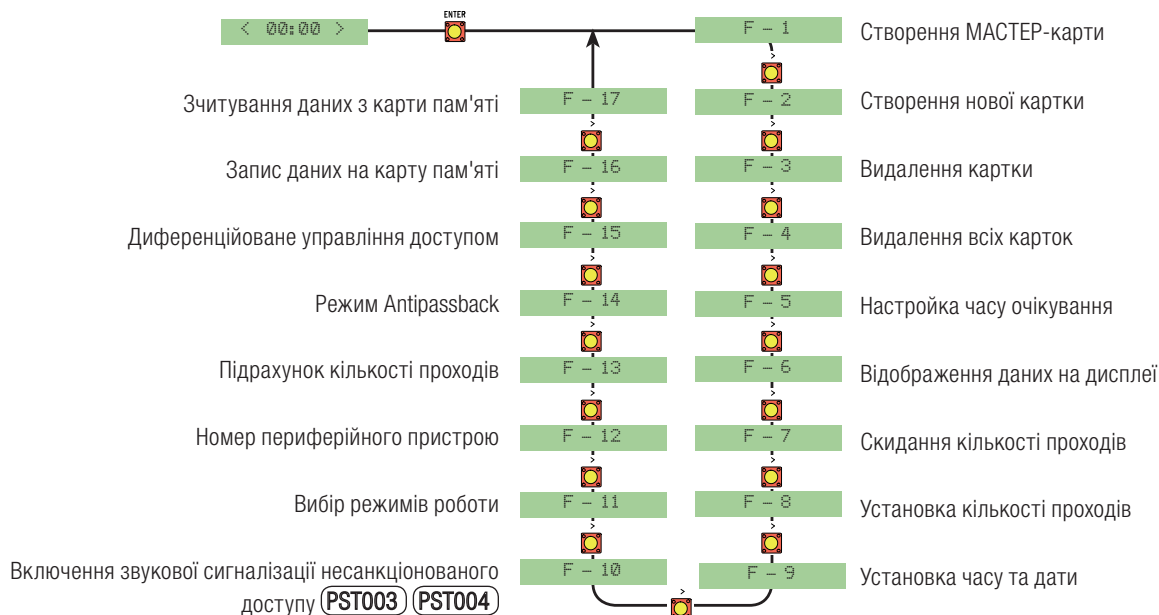 < 00:00 >
ENTER
F - 1
Створення МАСТЕР-карти
>
F - 2
Створення нової картки
>
F - 3
Видалення картки
>
F - 4
Видалення всіх карток
>
F - 5
Настройка часу очікування
>
F - 6
Відображення даних на дисплеї
>
F - 7
Скидання кількості проходів
>
F - 8
Установка кількості проходів
>
F - 9
Установка часу та дати
>
Включення звукової сигналізації несанкціонованого
доступу PST003 PST004
F - 10
>
Вибір режимів роботи
F - 11
>
Номер периферійного пристрою
F - 12
>
Підрахунок кількості проходів
F - 13
>
Режим Antipassback
F - 14
>
Диференційоване управління доступом
F - 15
>
Запис даних на карту пам'яті
F - 16
>
Зчитування даних з карти пам'яті
F - 17